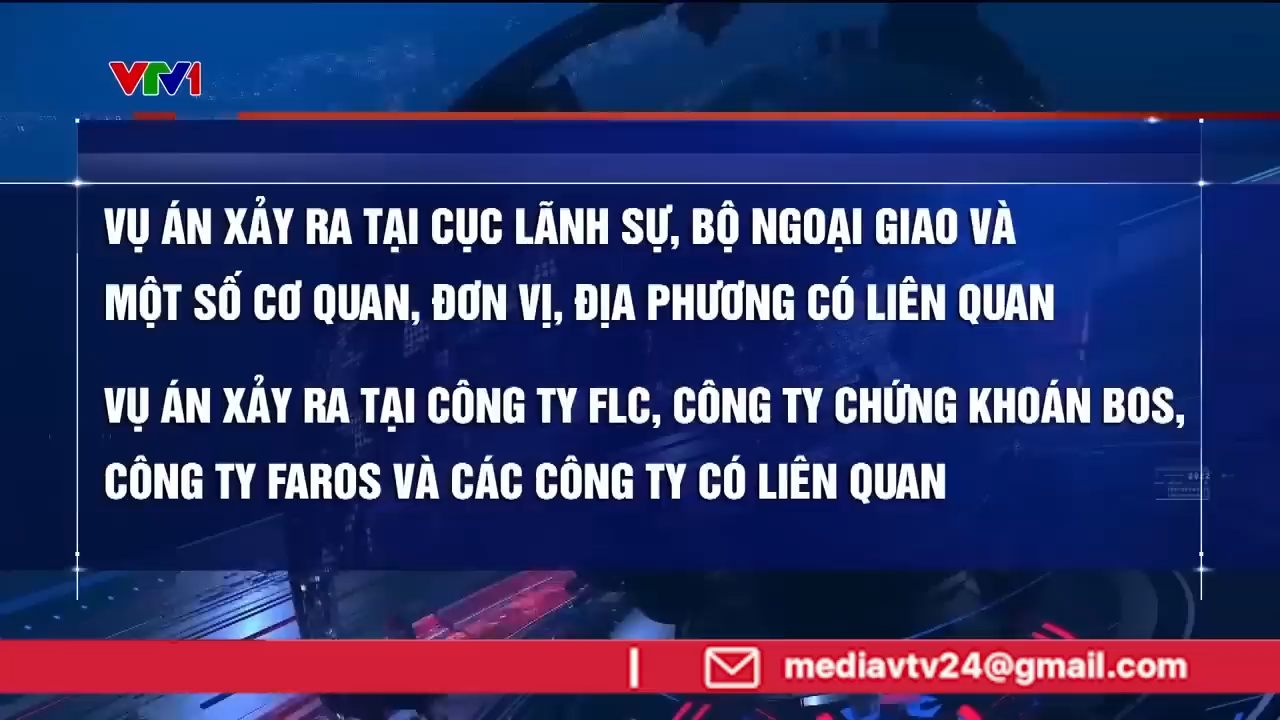 VTV1
VỤ ÁN XẢY RA TẠI CỤC LÃNH SỰ, BỘ NGOẠI GIAO VÀ
MỘT SỐ CƠ QUAN, ĐƠN VỊ, ĐỊA PHƯƠNG CÓ LIÊN QUAN
VỤ ÁN XẢY RA TẠI CÔNG TY FLC, CÔNG TY CHỨNG KHOÁN BOS,
CÔNG TY FAROS VÀ CÁC CÔNG TY CÓ LIÊN QUAN
mediavtv24@gmail.com